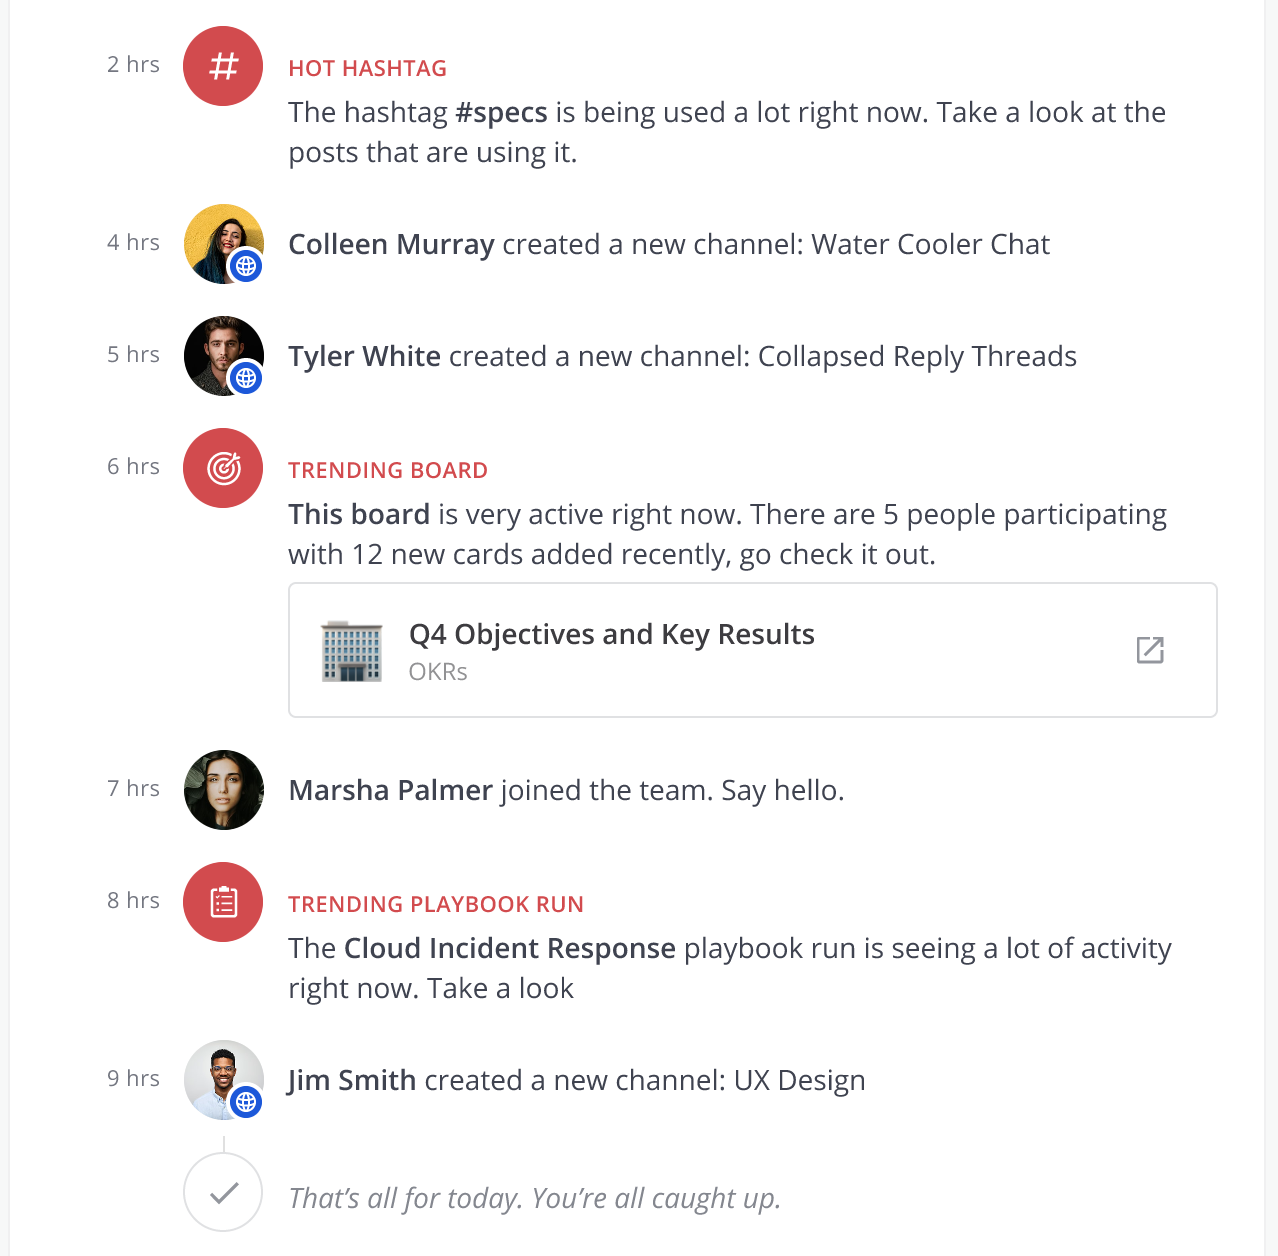 2 hrs
HOT HASHTAG
The hashtag #specs is being used a lot right now. Take a look at the
posts that are using it.
4 hrs
Colleen Murray created a new channel: Water Cooler Chat
5 hrs
Tyler White created a new channel: Collapsed Reply Threads
6 hrs
TRENDING BOARD
This board is very active right now. There are 5 people participating
with 12 new cards added recently, go check it out.
Q4 Objectives and Key Results
OKRs
7 hrs
Marsha Palmer joined the team. Say hello.
8 hrs
TRENDING PLAYBOOK RUN
The Cloud Incident Response playbook run is seeing a lot of activity
right now. Take a look
9 hrs
Jim Smith created a new channel: UX Design
That’s all for today. You’re all caught up.